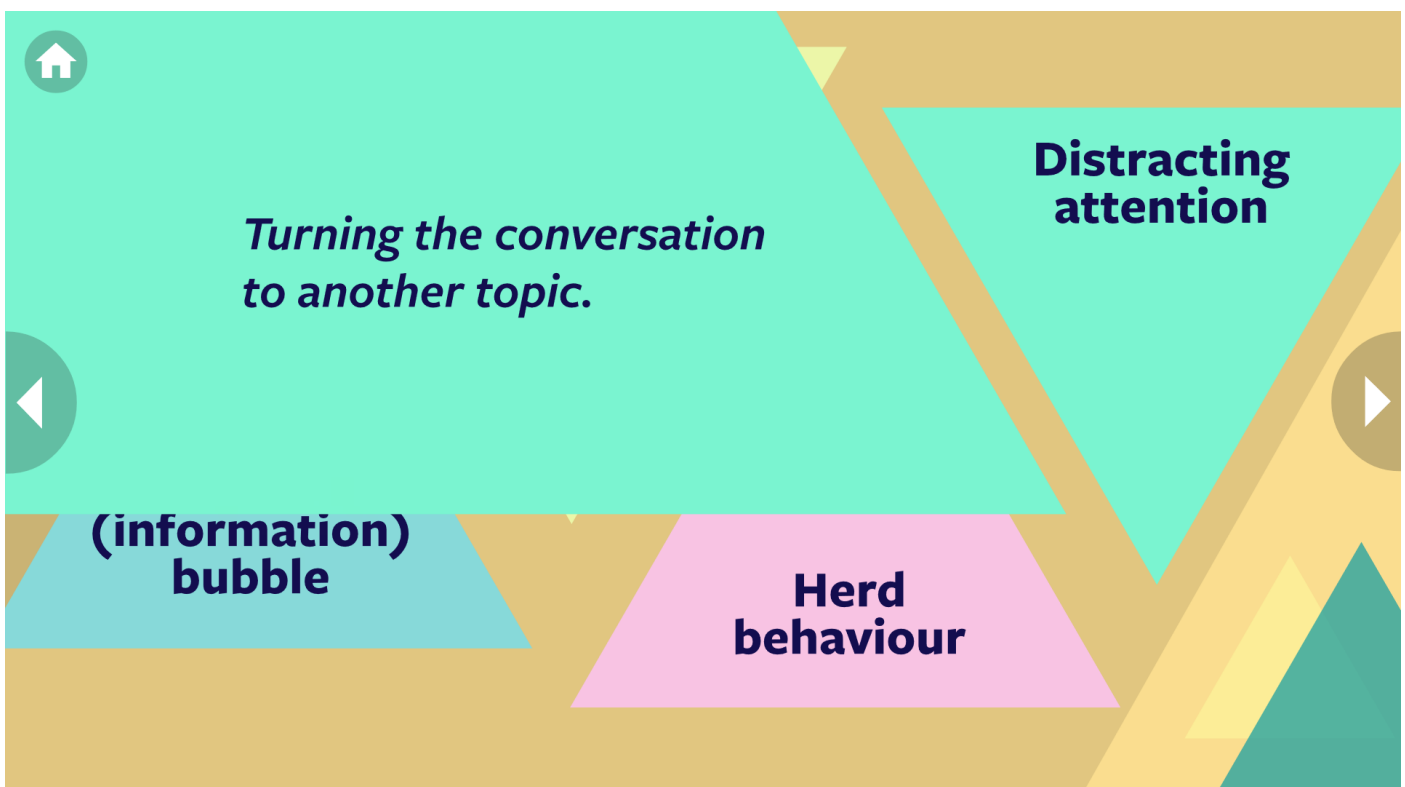 Turning the conversation
to another topic.
Distracting
attention
(information)
bubble
Herd
behaviour